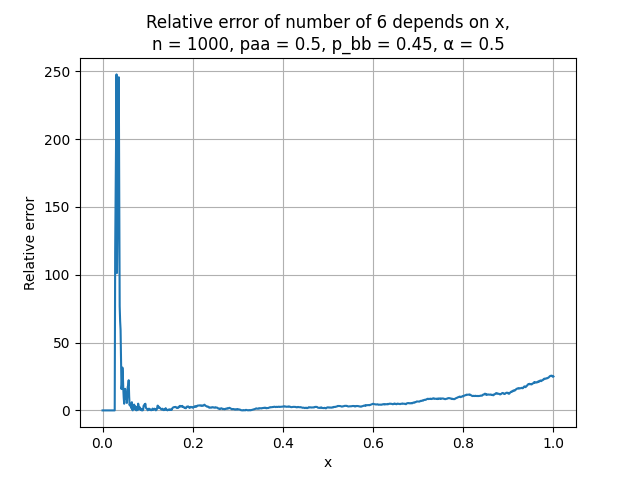 Relative error of number of 6 depends on x,
n = 1000, paa = 0.5, p_bb = 0.45, α = 0.5
250
200
150
100
50
0
Relative error
0.0 0.2 0.4 0.6 0.8 1.0
x